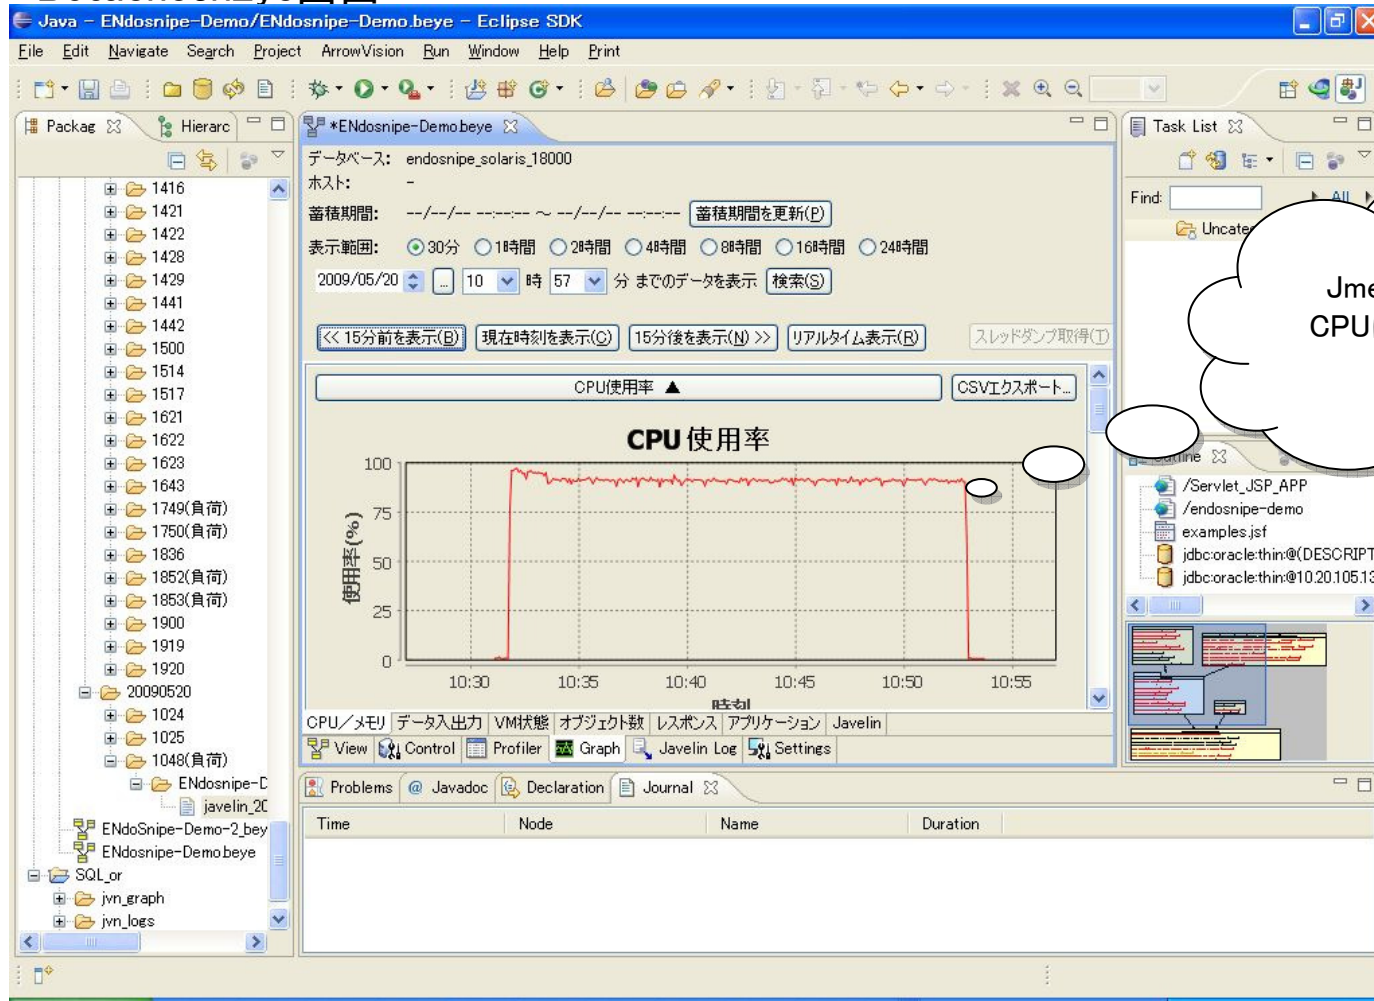 Java - ENdosnipe-Demo/ENdosnipe-Demo.beye - Eclipse SDK
File Edit Navigate Search Project ArrowVision Run Window Help Print
Packag
Hierarc
1416
1421
1422
1428
1429
1441
1442
1500
1514
1517
1621
1622
1623
1643
1749(負荷)
1750(負荷)
1836
1852(負荷)
1853(負荷)
1900
1919
1920
20090520
1024
1025
1048(負荷)
ENdosnipe-D
javelin_20
ENdoSnipe-Demo-2_bey
ENdosnipe-Demo.beye
SQL_or
jvn_graph
jvn_logs
*ENdosnipe-Demo.beye
データベース: endosnipe_solaris_18000
ホスト: -
蓄積期間: --/--/-- --:--:-- ~ --/--/-- --:--:-- 蓄積期間を更新(P)
表示範囲: 30分 1時間 2時間 4時間 8時間 16時間 24時間
2009/05/20 ... 10 時 57 分 までのデータを表示 検索(S)
<< 15分前を表示(B) 現在時刻を表示(C) 15分後を表示(N) >> リアルタイム表示(R) スレッドダンプ取得(T)
CPU使用率 ▲ CSVエクスポート...
CPU 使用率
使用率(%)
100
75
50
25
0
10:30 10:35 10:40 10:45 10:50 10:55
時刻
CPU/メモリ データ入出力 VM状態 オブジェクト数 レスポンス アプリケーション Javelin
View Control Profiler Graph Javelin Log Settings
Problems @ Javadoc Declaration Journal
Time Node Name Duration
Task List
Find: All
Uncate
Jme
CPU
/Servlet_JSP_APP
/endosnipe-demo
examples.jsf
jdbc:oracle:thin:@(DESCRIPT
jdbc:oracle:thin:@10.20.105.13